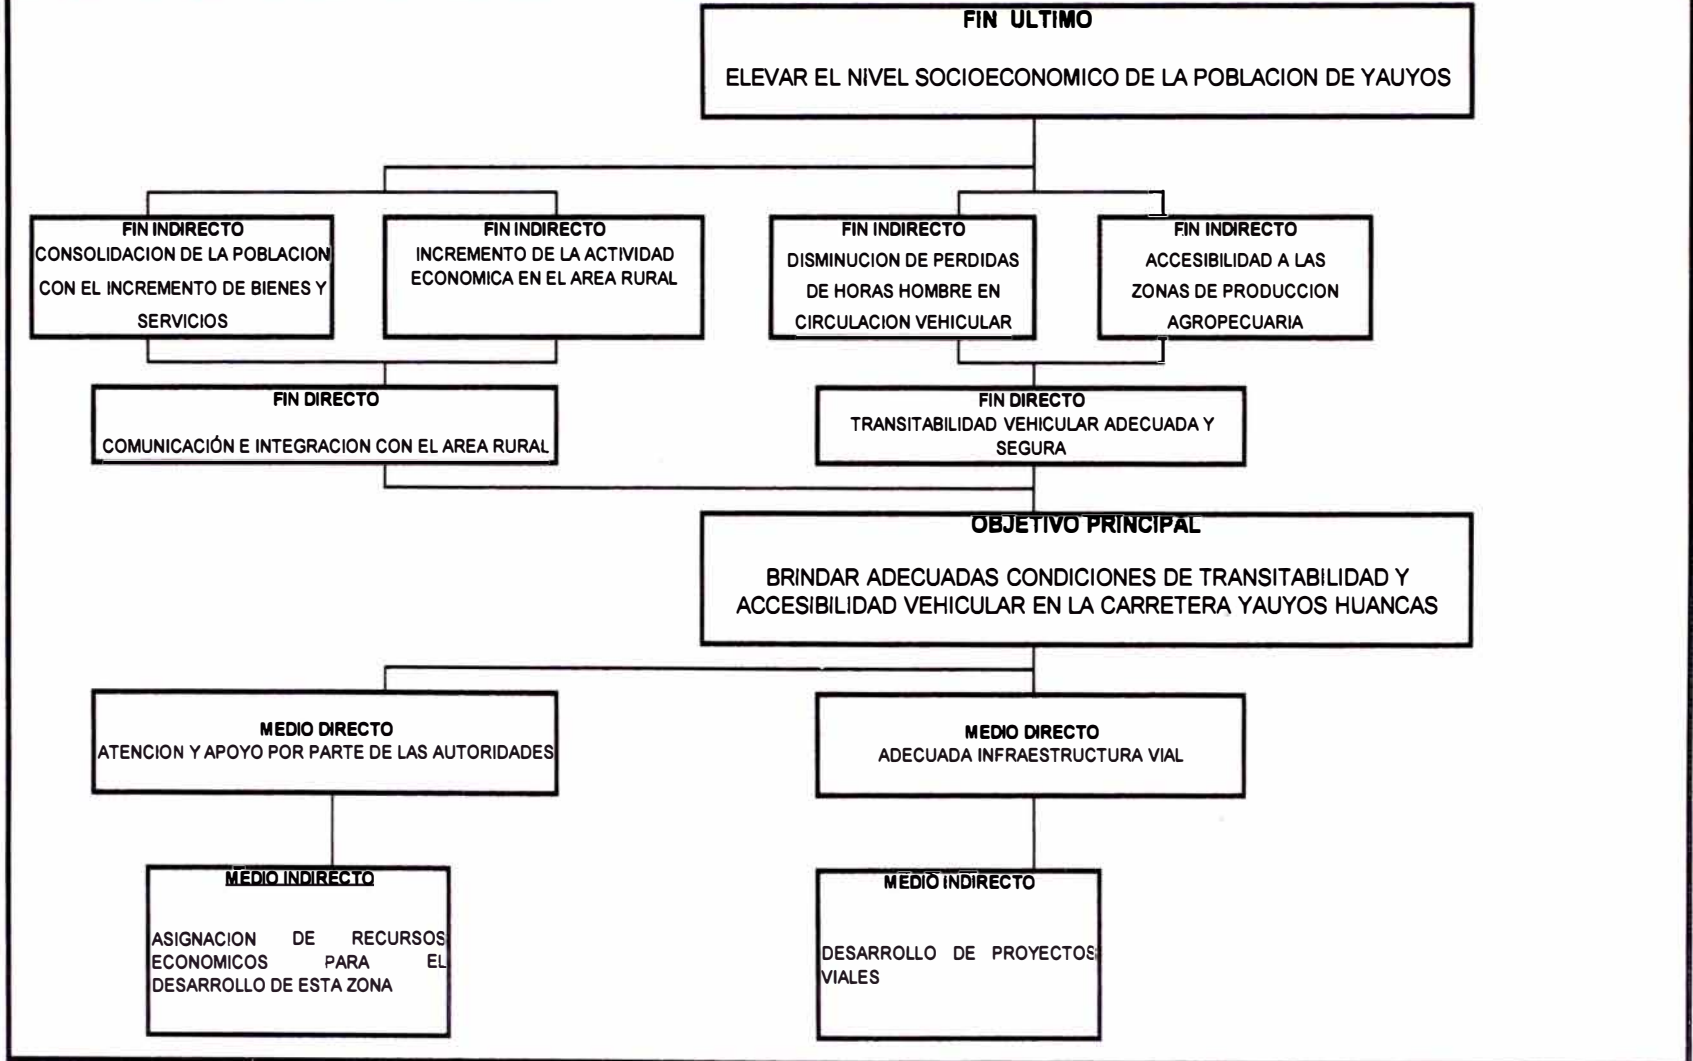 FIN ULTIMO
ELEVAR EL NIVEL SOCIOECONOMICO DE LA POBLACION DE YAUYOS
FIN INDIRECTO
CONSOLIDACION DE LA POBLACION
CON EL INCREMENTO DE BIENES Y
SERVICIOS
FIN INDIRECTO
INCREMENTO DE LA ACTIVIDAD
ECONOMICA EN EL AREA RURAL
FIN INDIRECTO
DISMINUCION DE PERDIDAS
DE HORAS HOMBRE EN
CIRCULACION VEHICULAR
FIN INDIRECTO
ACCESIBILIDAD A LAS
ZONAS DE PRODUCCION
AGROPECUARIA
FIN DIRECTO
COMUNICACIÓN E INTEGRACION CON EL AREA RURAL
FIN DIRECTO
TRANSITABILIDAD VEHICULAR ADECUADA Y
SEGURA
OBJETIVO PRINCIPAL
BRINDAR ADECUADAS CONDICIONES DE TRANSITABILIDAD Y
ACCESIBILIDAD VEHICULAR EN LA CARRETERA YAUYOS HUANCAS
MEDIO DIRECTO
ATENCION Y APOYO POR PARTE DE LAS AUTORIDADES
MEDIO DIRECTO
ADECUADA INFRAESTRUCTURA VIAL
MEDIO INDIRECTO
ASIGNACION DE RECURSOS
ECONOMICOS PARA EL
DESARROLLO DE ESTA ZONA
MEDIO INDIRECTO
DESARROLLO DE PROYECTOS
VIALES